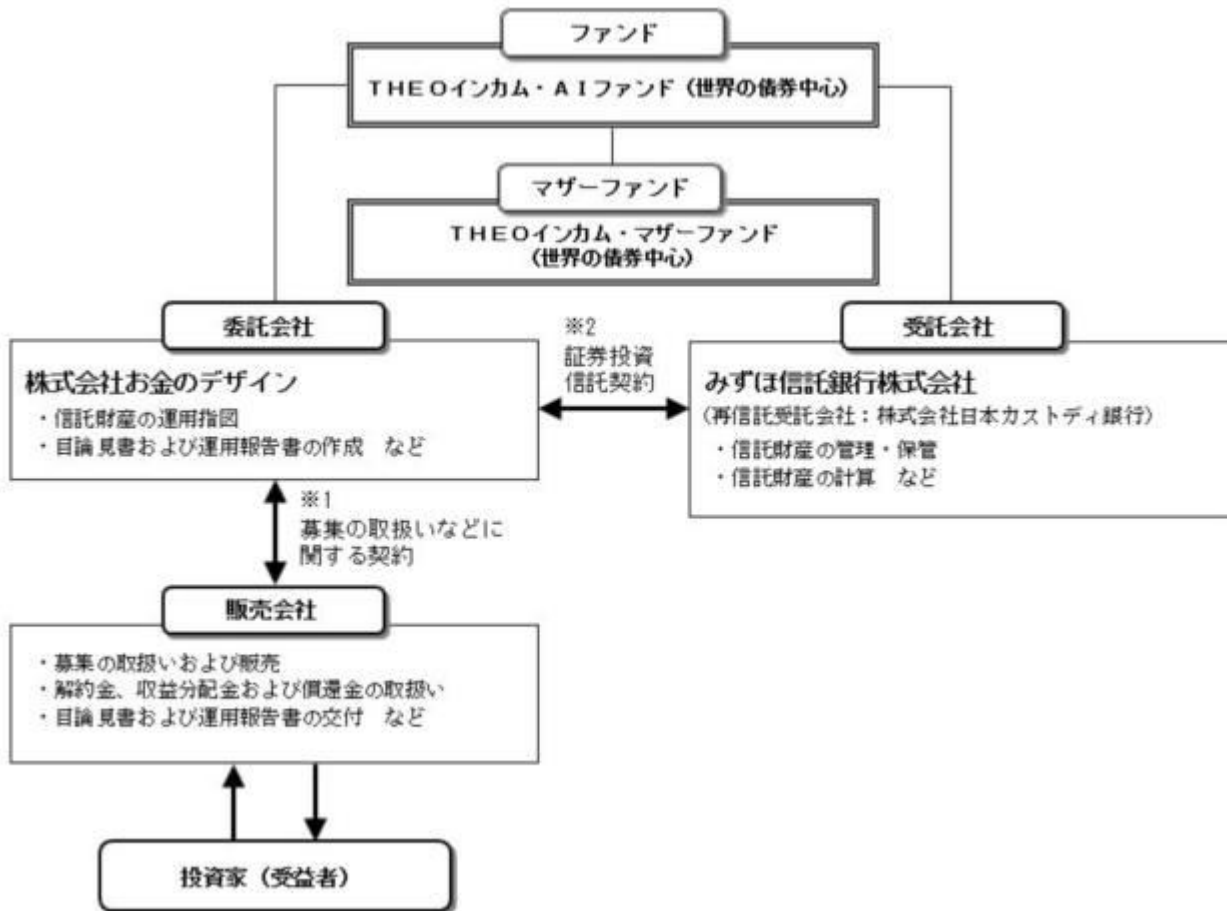 ファンド
THEOインカム・AIファンド(世界の債券中心)
マザーファンド
THEOインカム・マザーファンド
(世界の債券中心)
委託会社
株式会社お金のデザイン
・信託財産の運用指図
・目論見書および運用報告書の作成　など
※2
証券投資
信託契約
受託会社
みずほ信託銀行株式会社
(再信託受託会社：株式会社日本カストディ銀行)
・信託財産の管理・保管
・信託財産の計算　など
※1
募集の取扱いなどに
関する契約
販売会社
・募集の取扱いおよび販売
・解約金、収益分配金および償還金の取扱い
・目論見書および運用報告書の交付　など
投資家(受益者)